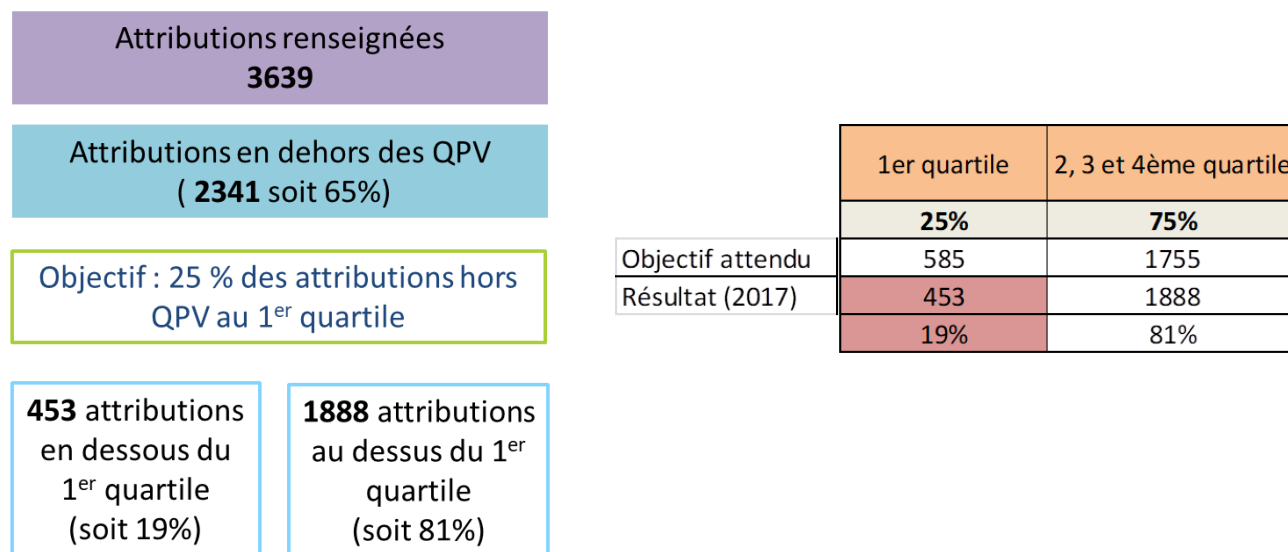 Attributions renseignées
3639
Attributions en dehors des QPV
( 2341 soit 65%)
Objectif : 25 % des attributions hors
QPV au 1er quartile
453 attributions
en dessous du
1er quartile
(soit 19%)
1888 attributions
au dessus du 1er
quartile
(soit 81%)
1er quartile 2, 3 et 4ème quartile
25% 75%
Objectif attendu 585 1755
Résultat (2017) 453 1888
19% 81%